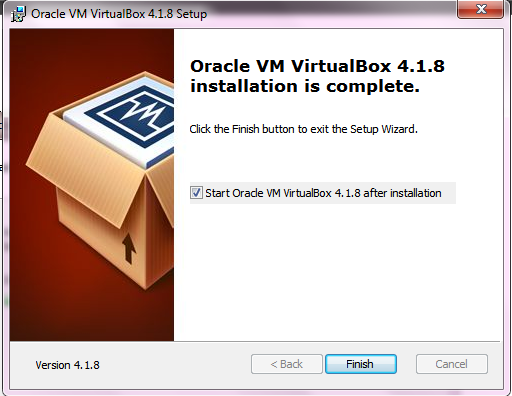 Oracle VM VirtualBox 4.1.8 Setup
Oracle VM VirtualBox 4.1.8
installation is complete.
Click the Finish button to exit the Setup Wizard.
Start Oracle VM VirtualBox 4.1.8 after installation
Version 4.1.8
< Back
Finish
Cancel